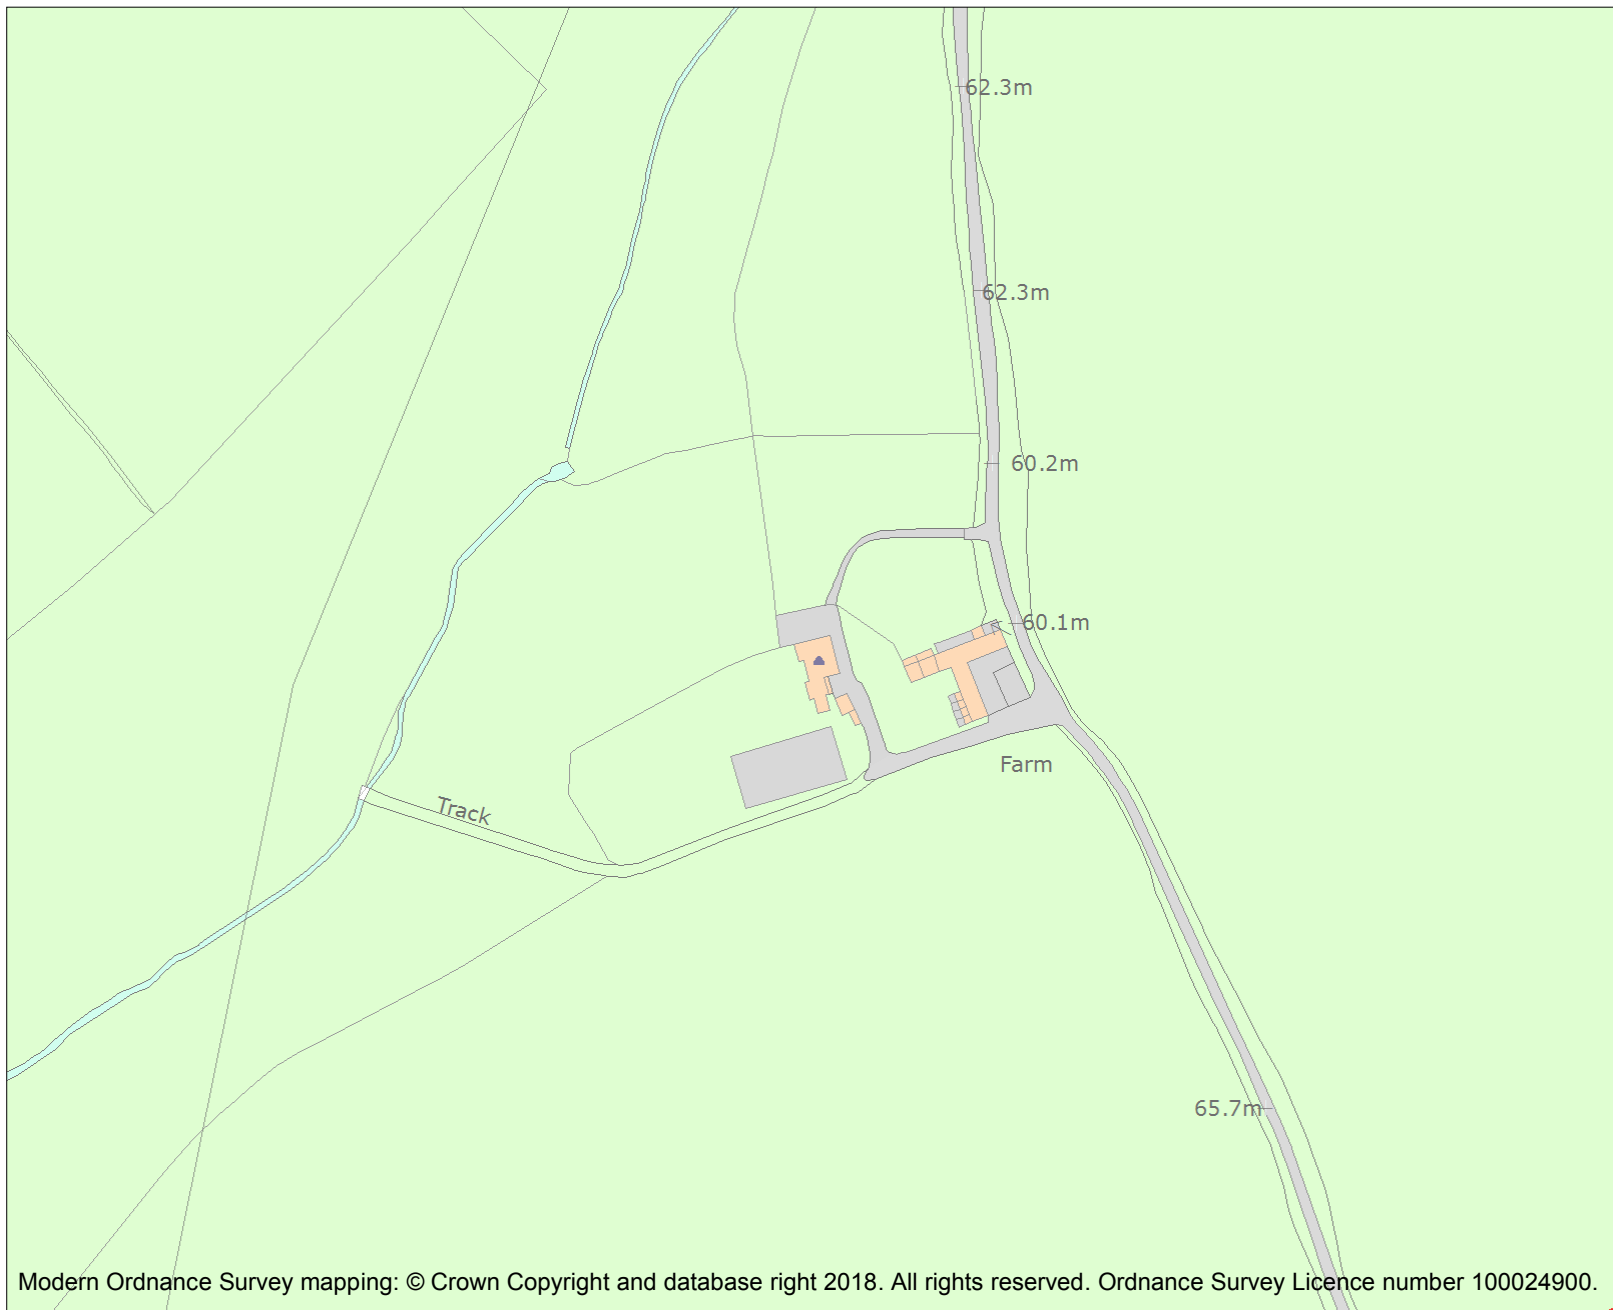 62.3m
62.3m
60.2m
60.1m
Farm
Track
65.7m
Modern Ordnance Survey mapping: © Crown Copyright and database right 2018. All rights reserved. Ordnance Survey Licence number 100024900.